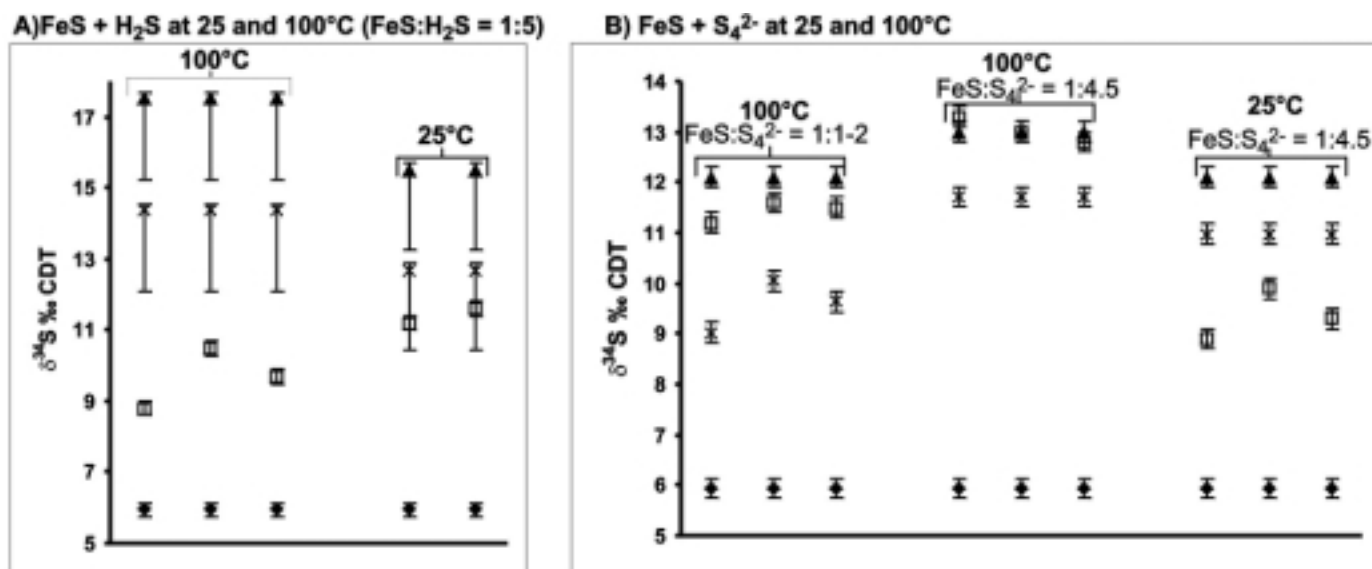 A)FeS + H₂S at 25 and 100°C (FeS:H₂S = 1:5)
100°C
25°C
17
15
13
11
9
7
5
δ³⁴S ‰ CDT
B) FeS + S₄²⁻ at 25 and 100°C
100°C
FeS:S₄²⁻ = 1:4.5
100°C
FeS:S₄²⁻ = 1:1-2
25°C
FeS:S₄²⁻ = 1:4.5
14
13
12
11
10
9
8
7
6
5
δ³⁴S ‰ CDT